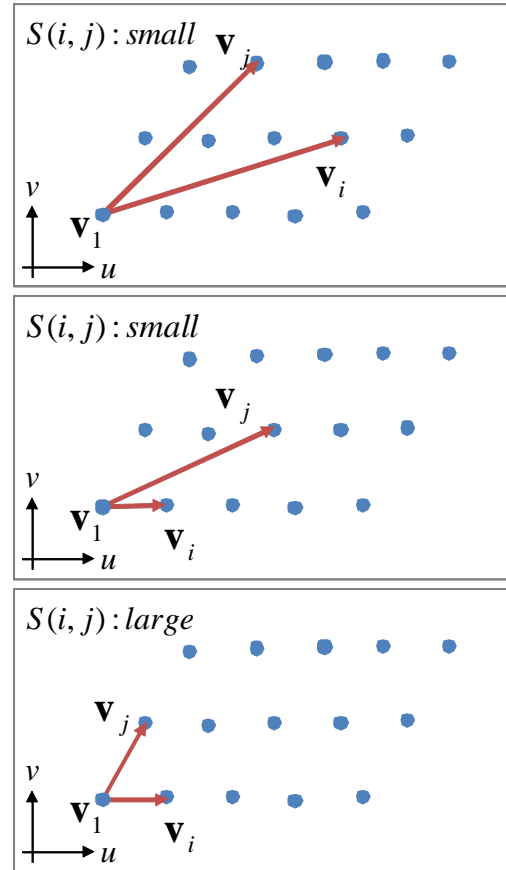 S(i, j) : small
v_j
v_i
v
v_1
u
S(i, j) : small
v_j
v
v_1
v_i
u
S(i, j) : large
v_j
v
v_1
v_i
u